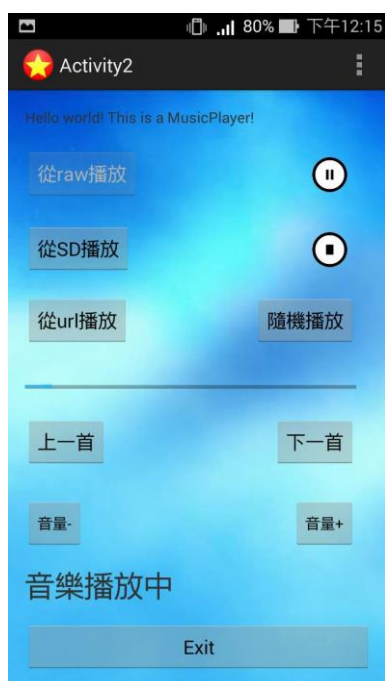 80% 下午12:15
Activity2
Hello world! This is a MusicPlayer!
從raw播放
從SD播放
從url播放 隨機播放
上一首 下一首
音量- 音量+
音樂播放中
Exit